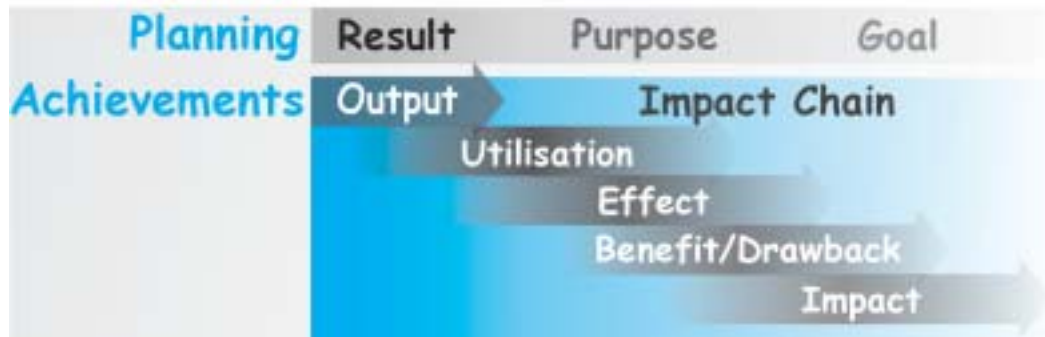 Planning Result Purpose Goal
Achievements Output Impact Chain
Utilisation
Effect
Benefit/Drawback
Impact